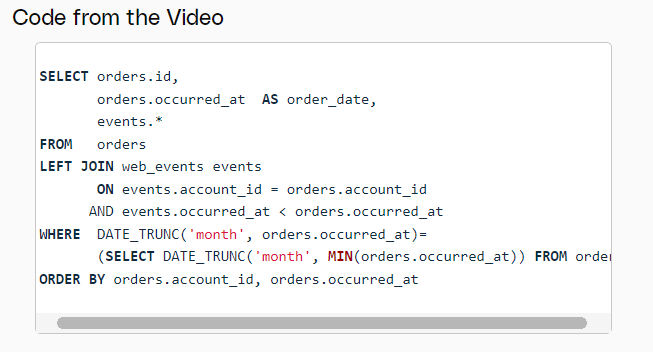 Code from the Video
SELECT orders.id,
orders.occurred_at  AS order_date,
events.*
FROM   orders
LEFT JOIN web_events events
ON events.account_id = orders.account_id
AND events.occurred_at < orders.occurred_at
WHERE  DATE_TRUNC('month', orders.occurred_at)=
(SELECT DATE_TRUNC('month', MIN(orders.occurred_at)) FROM
ORDER BY orders.account_id, orders.occurred_at